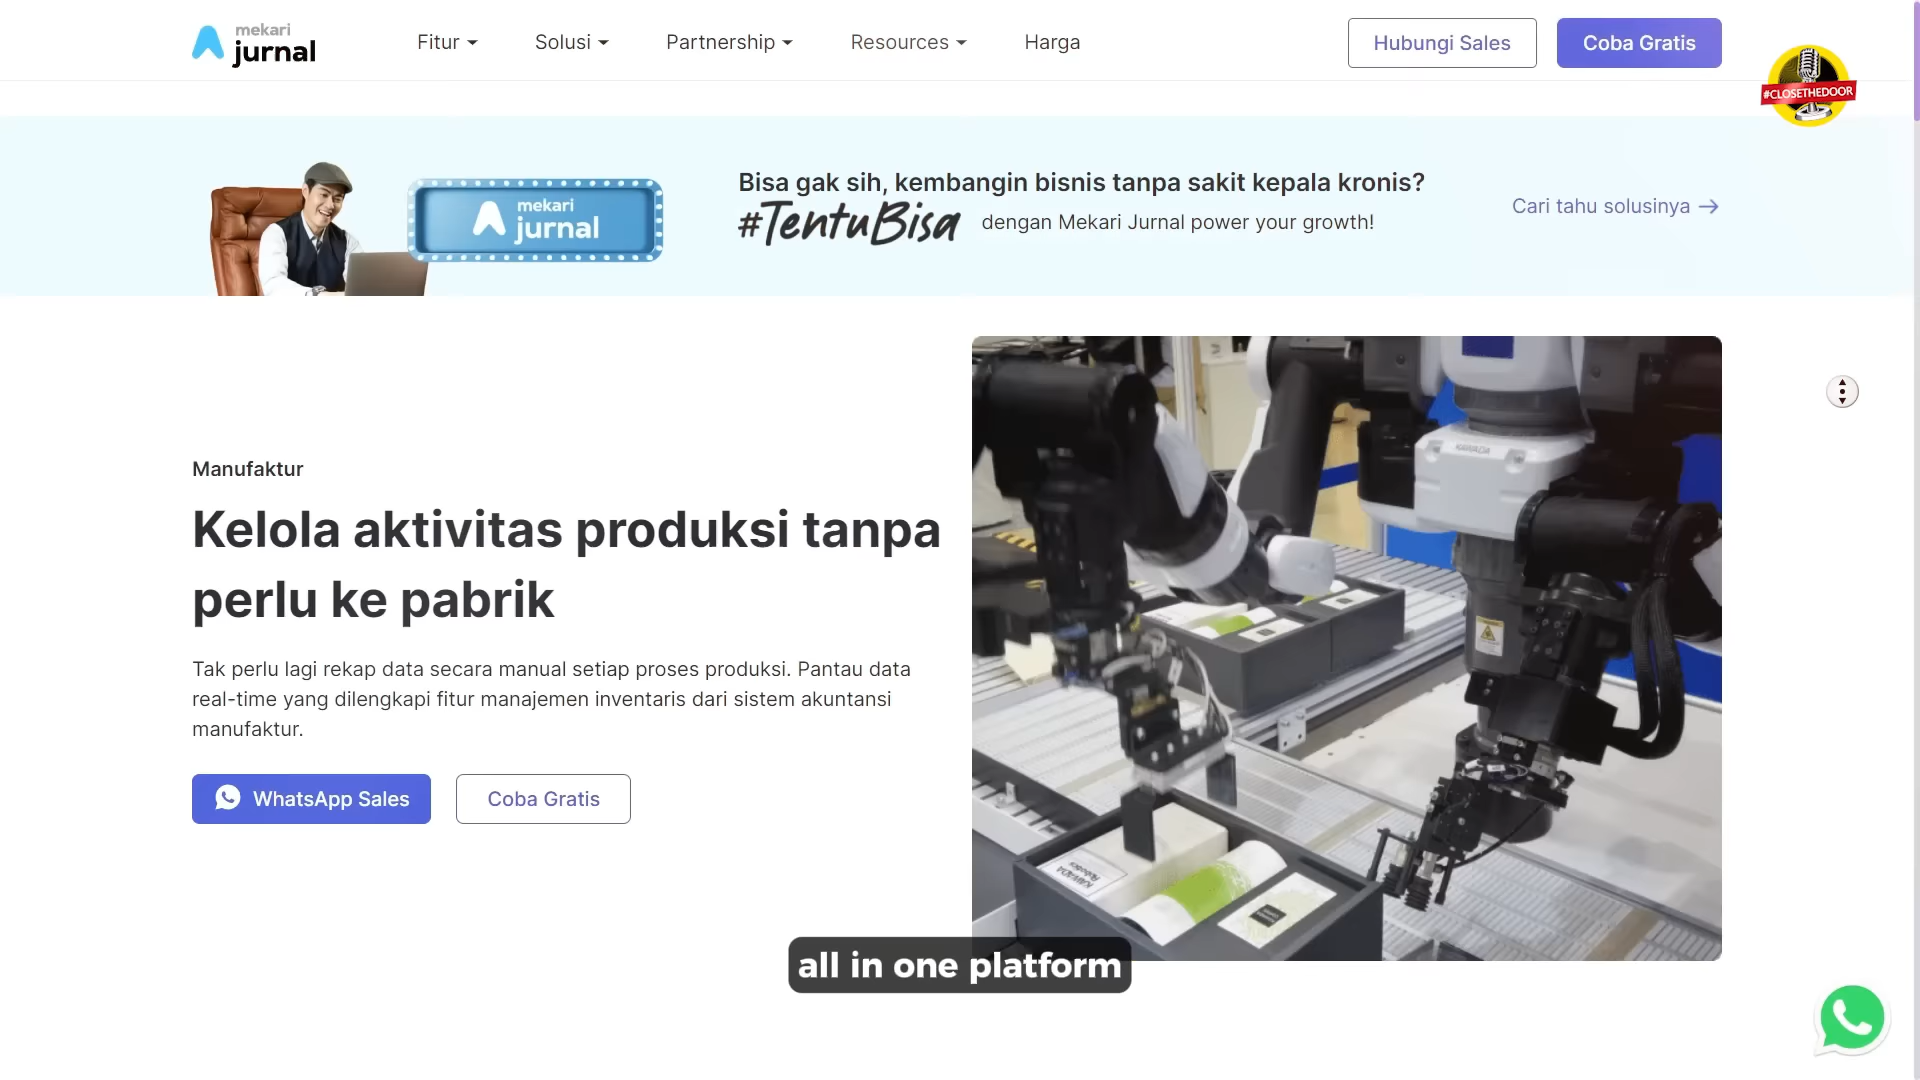 mekari
jurnal
Fitur
Solusi
Partnership
Resources
Harga
Hubungi Sales
Coba Gratis
#CLOSETHEDOOR
mekari
jurnal
Bisa gak sih, kembangin bisnis tanpa sakit kepala kronis?
#TentuBisa dengan Mekari Jurnal power your growth!
Cari tahu solusinya →
Manufaktur
Kelola aktivitas produksi tanpa
perlu ke pabrik
Tak perlu lagi rekap data secara manual setiap proses produksi. Pantau data
real-time yang dilengkapi fitur manajemen inventaris dari sistem akuntansi
manufaktur.
WhatsApp Sales
Coba Gratis
KAWADA
KAWADA
Robotics
all in one platform